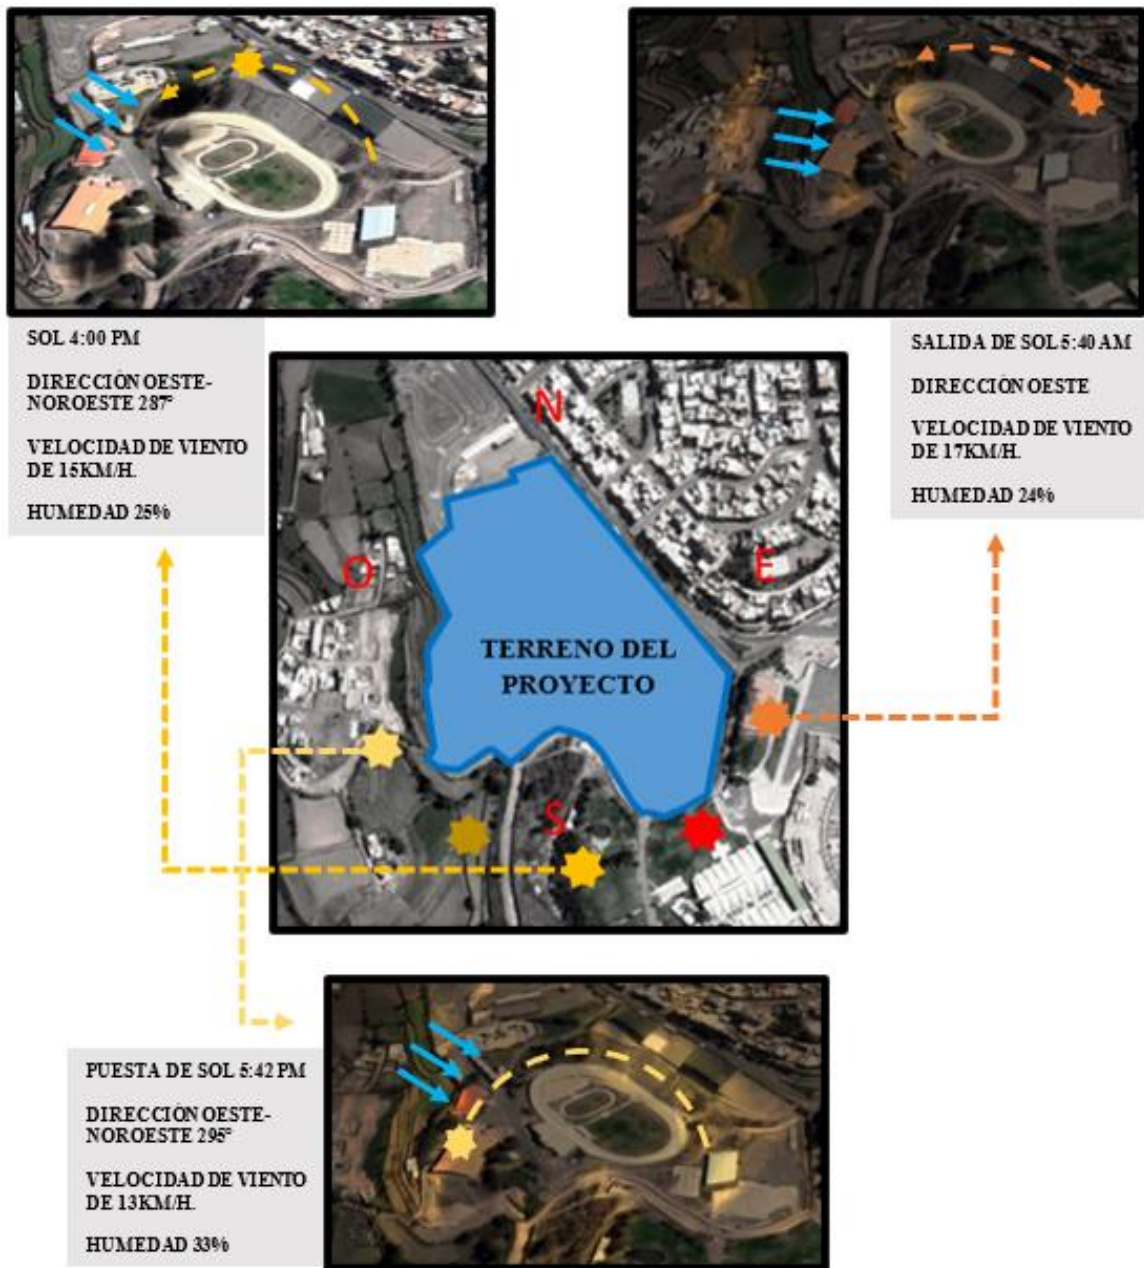 SOL 4:00 PM
DIRECCIÓN OESTE-
NOROESTE 287°
VELOCIDAD DE VIENTO
DE 15KM/H.
HUMEDAD 25%
SALIDA DE SOL 5:40 AM
DIRECCIÓN OESTE
VELOCIDAD DE VIENTO
DE 17KM/H.
HUMEDAD 24%
N
E
O
TERRENO DEL
PROYECTO
S
PUESTA DE SOL 5:42 PM
DIRECCIÓN OESTE-
NOROESTE 295°
VELOCIDAD DE VIENTO
DE 13KM/H.
HUMEDAD 33%